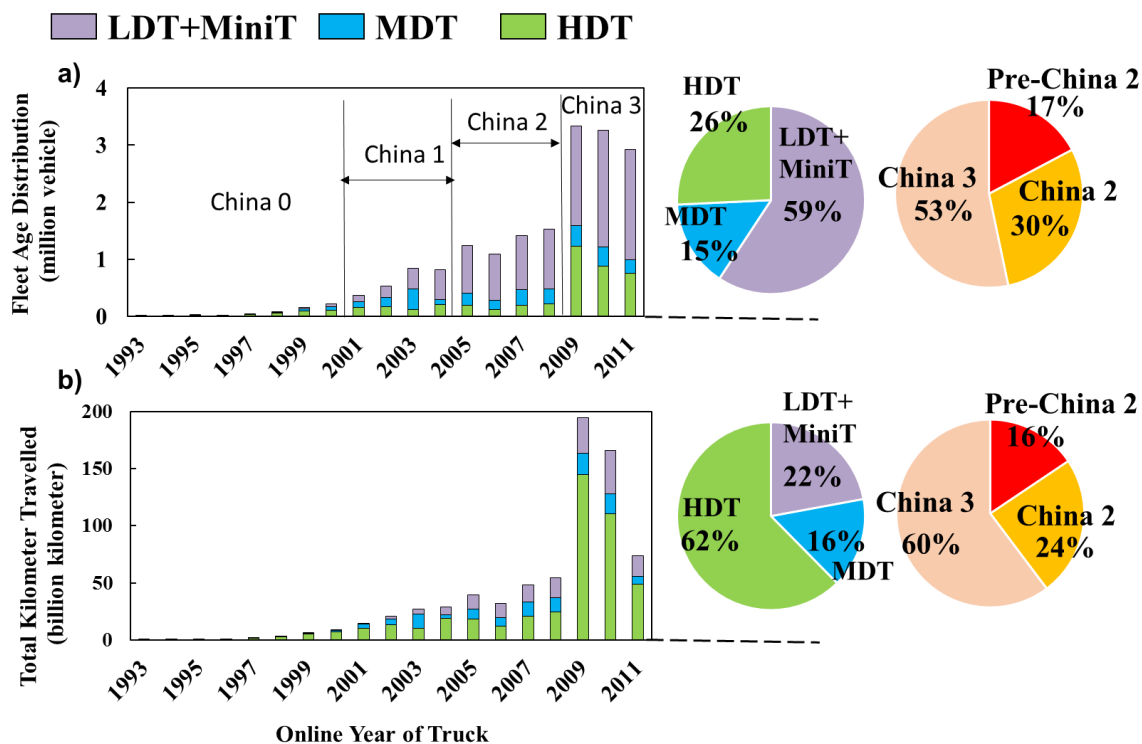 LDT+MiniT MDT HDT
a)
Fleet Age Distribution
(million vehicle)
4
3
2
1
0
China 0
China 1
China 2
China 3
1993
1995
1997
1999
2001
2003
2005
2007
2009
2011
HDT
26%
LDT+
MiniT
59%
MDT
15%
Pre-China 2
17%
China 3
53%
China 2
30%
b)
Total Kilometer Travelled
(billion kilometer)
200
150
100
50
0
1993
1995
1997
1999
2001
2003
2005
2007
2009
2011
Online Year of Truck
LDT+
MiniT
22%
HDT
62%
16%
MDT
Pre-China 2
16%
China 3
60%
China 2
24%